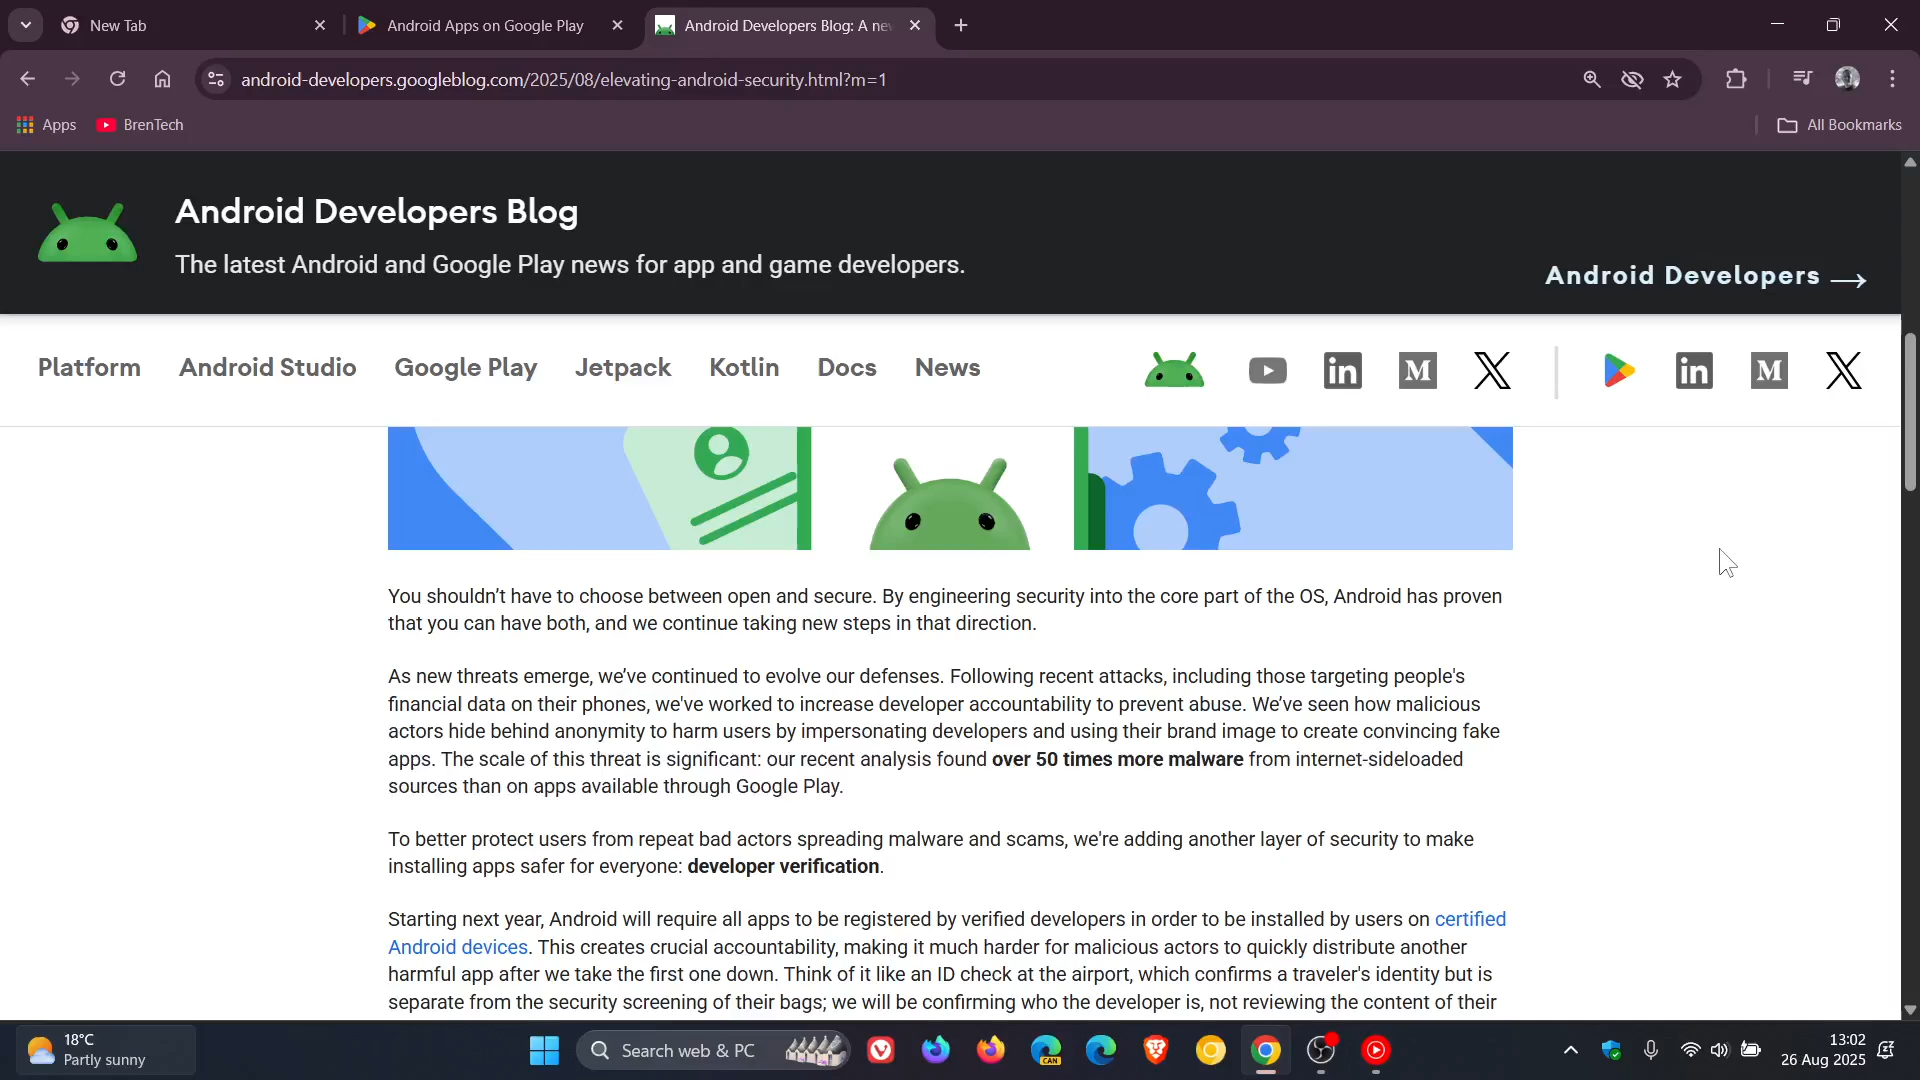 New Tab
Android Apps on Google Play
Android Developers Blog: A ne
android-developers.googleblog.com/2025/08/elevating-android-security.html?m=1
Apps
BrenTech
All Bookmarks
Android Developers Blog
The latest Android and Google Play news for app and game developers.
Android Developers
Platform
Android Studio
Google Play
Jetpack
Kotlin
Docs
News
You shouldn’t have to choose between open and secure. By engineering security into the core part of the OS, Android has proven
that you can have both, and we continue taking new steps in that direction.
As new threats emerge, we’ve continued to evolve our defenses. Following recent attacks, including those targeting people's
financial data on their phones, we've worked to increase developer accountability to prevent abuse. We’ve seen how malicious
actors hide behind anonymity to harm users by impersonating developers and using their brand image to create convincing fake
apps. The scale of this threat is significant: our recent analysis found over 50 times more malware from internet-sideloaded
sources than on apps available through Google Play.
To better protect users from repeat bad actors spreading malware and scams, we're adding another layer of security to make
installing apps safer for everyone: developer verification.
Starting next year, Android will require all apps to be registered by verified developers in order to be installed by users on certified
Android devices. This creates crucial accountability, making it much harder for malicious actors to quickly distribute another
harmful app after we take the first one down. Think of it like an ID check at the airport, which confirms a traveler's identity but is
separate from the security screening of their bags; we will be confirming who the developer is, not reviewing the content of their
18°C
Partly sunny
Search web & PC
CAN
13:02
26 Aug 2025